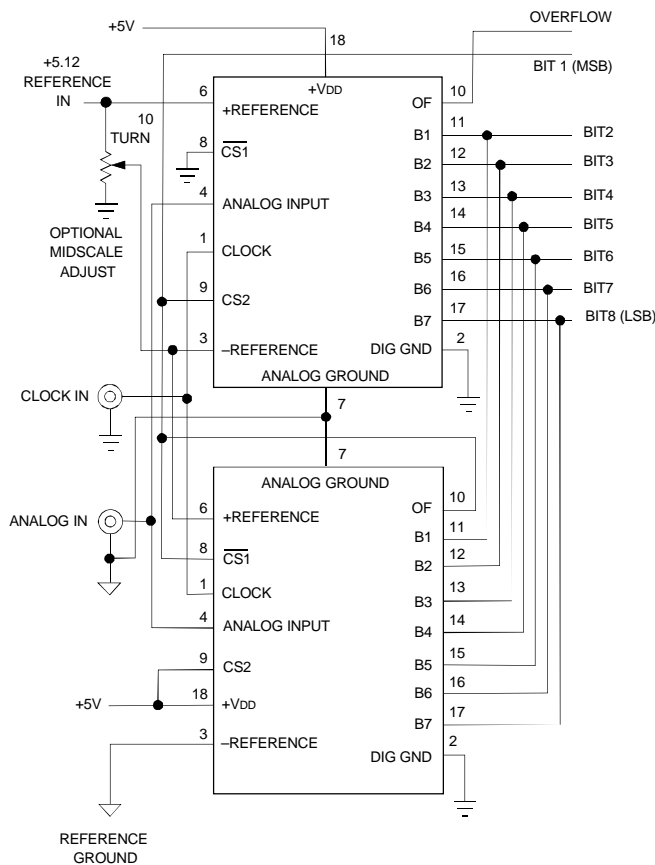 OVERFLOW
+5V
18
BIT 1 (MSB)
+5.12
REFERENCE
IN
6
+VDD
10
+REFERENCE
OF
10
TURN
11
8
CS1
B1
BIT2
12
B2
BIT3
4
13
ANALOG INPUT
B3
BIT4
14
OPTIONAL
MIDSCALE
ADJUST
B4
BIT5
1
CLOCK
15
B5
BIT6
9
CS2
16
B6
BIT7
17
B7
BIT8 (LSB)
3
–REFERENCE
2
DIG GND
ANALOG GROUND
CLOCK IN
7
7
ANALOG GROUND
ANALOG IN
6
+REFERENCE
10
OF
11
B1
8
CS1
12
B2
1
CLOCK
13
B3
4
ANALOG INPUT
14
B4
9
CS2
15
B5
+5V
18
+VDD
16
B6
17
B7
3
–REFERENCE
2
DIG GND
REFERENCE
GROUND